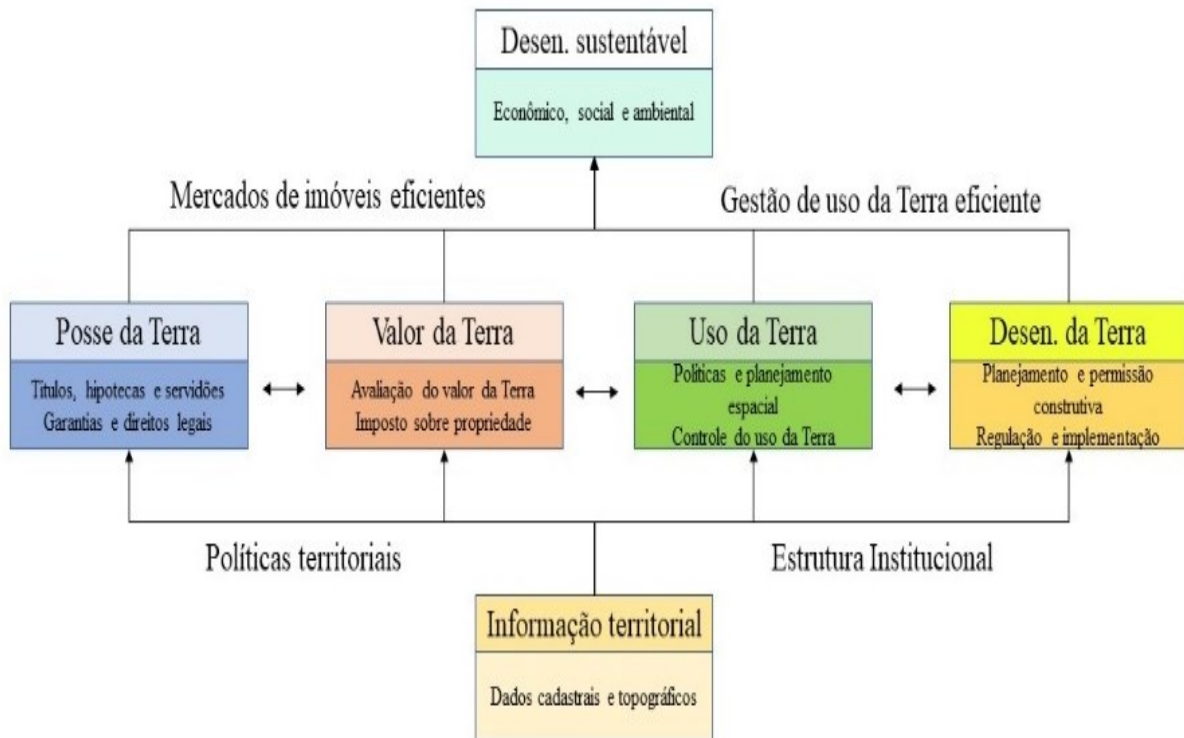 Desen. sustentável
Econômico, social e ambiental
Mercados de imóveis eficientes
Gestão de uso da Terra eficiente
Posse da Terra
Títulos, hipotecas e servidões
Garantias e direitos legais
Valor da Terra
Avaliação do valor da Terra
Imposto sobre propriedade
Uso da Terra
Políticas e planejamento
espacial
Controle do uso da Terra
Desen. da Terra
Planejamento e permissão
construtiva
Regulação e implementação
Políticas territoriais
Estrutura Institucional
Informação territorial
Dados cadastrais e topográficos